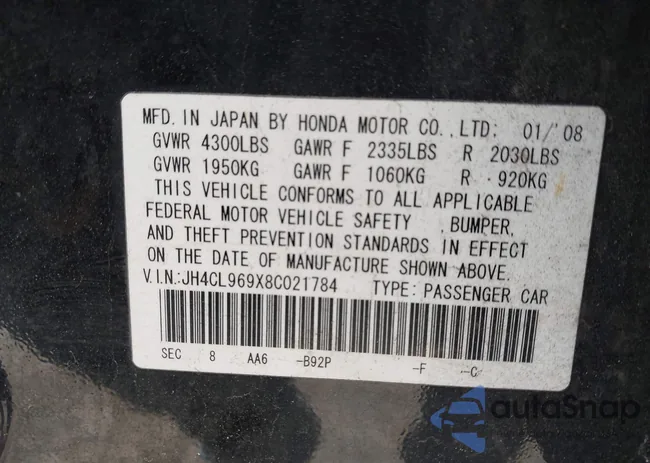 MFD. IN JAPAN BY HONDA MOTOR CO., LTD: 01/'08
GVWR 4300LBS GAWR F 2335LBS R 2030LBS
GVWR 1950KG GAWR F 1060KG R 920KG
THIS VEHICLE CONFORMS TO ALL APPLICABLE
FEDERAL MOTOR VEHICLE SAFETY , BUMPER,
AND THEFT PREVENTION STANDARDS IN EFFECT
ON THE DATE OF MANUFACTURE SHOWN ABOVE.
V.I.N.:JH4CL969X8C021784 TYPE: PASSENGER CAR
SEC 8 AA6 -B92P -F -C
autoSnap